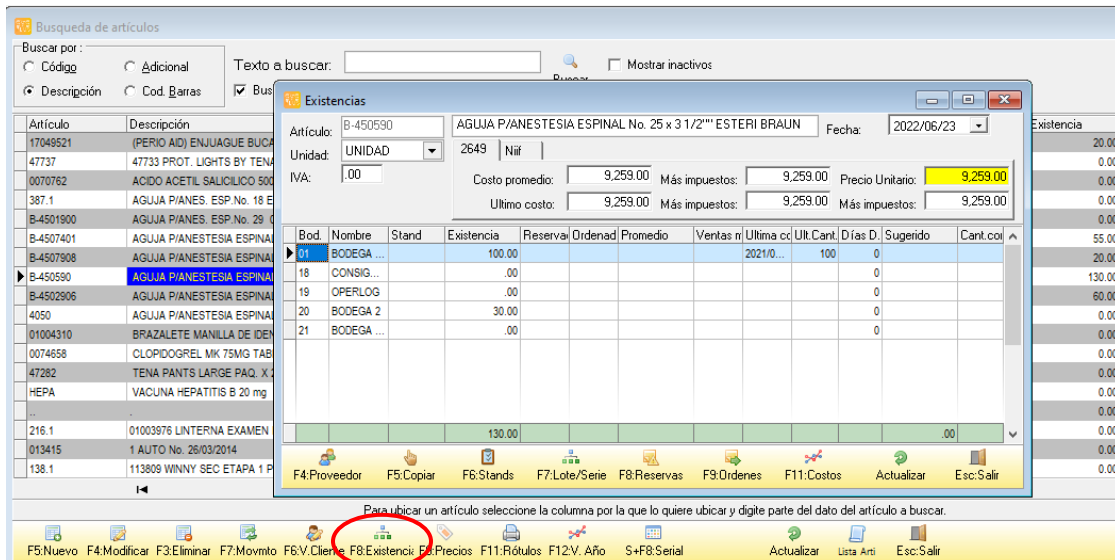 Busqueda de artículos
Buscar por :
Código Adicional Texto a buscar: Mostrar inactivos
Descripción Cod. Barras Bus
Existencias
Artículo: B-450590 AGUJA P/ANESTESIA ESPINAL No. 25 x 3 1/2"" ESTERI BRAUN Fecha: 2022/06/23
Unidad: UNIDAD 2649 Niif
IVA: .00 Costo promedio: 9,259.00 Más impuestos: 9,259.00 Precio Unitario: 9,259.00
Ultimo costo: 9,259.00 Más impuestos: 9,259.00 Más impuestos: 9,259.00
Bod. Nombre Stand Existencia Reserva Ordenad Promedio Ventas Ultima Ult.Cant. Días D. Sugerido Cant.con
01 BODEGA ... 100.00 2021/0... 100 0
18 CONSIG... .00 0
19 OPERLOG .00 0
20 BODEGA 2 30.00 0
21 BODEGA ... .00 0
130.00 .00
F4:Proveedor F5:Copiar F6:Stands F7:Lote/Serie F8:Reservas F9:Ordenes F11:Costos Actualizar Esc:Salir
Artículo Descripción Existencia
17049521 (PERIO AID) ENJUAGUE BUCA 20.00
47737 47733 PROT. LIGHTS BY TENA 0.00
0070762 ACIDO ACETIL SALICILICO 500 0.00
387.1 AGUJA P/ANES. ESP.No. 18 E 0.00
B-4501900 AGUJA P/ANES. ESP.No. 29 0.00
B-4507401 AGUJA P/ANESTESIA ESPINAL 55.00
B-4507908 AGUJA P/ANESTESIA ESPINAL 20.00
B-450590 AGUJA P/ANESTESIA ESPINAL 130.00
B-4502906 AGUJA P/ANESTESIA ESPINAL 60.00
4050 AGUJA P/ANESTESIA ESPINAL 0.00
01004310 BRAZALETE MANILLA DE IDEN 0.00
0074658 CLOPIDOGREL MK 75MG TAB 0.00
47282 TENA PANTS LARGE PAQ. X 0.00
HEPA VACUNA HEPATITIS B 20 mg 0.00
.. . 0.00
216.1 01003976 LINTERNA EXAMEN 0.00
013415 1 AUTO No. 26/03/2014 0.00
138.1 113809 WINNY SEC ETAPA 1 P 0.00
Para ubicar un artículo seleccione la columna por la que lo quiere ubicar y digite parte del dato del artículo a buscar.
F5:Nuevo F4:Modificar F3:Eliminar F7:Movmto F6:V.Cliente F8:Existencia Precios F11:Rótulos F12:V. Año S+F8:Serial Actualizar Lista Arti Esc:Salir